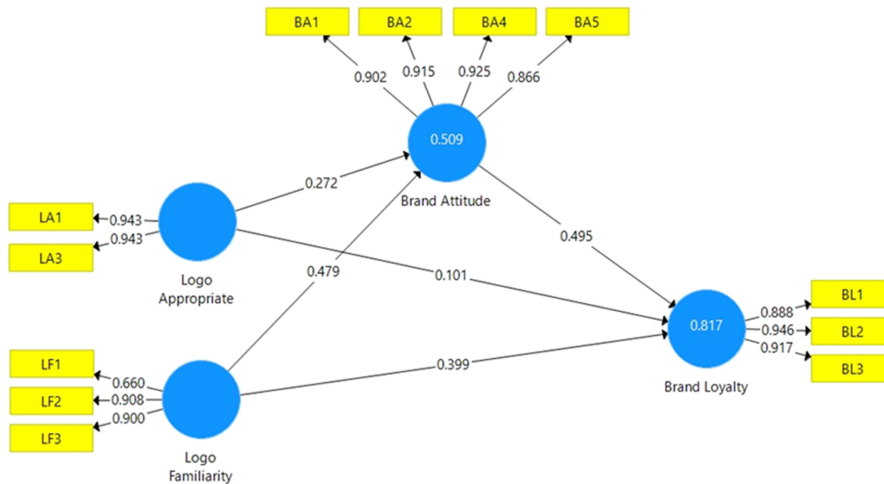 BA1 BA2 BA4 BA5
0.902 0.915 0.925 0.866
0.509
Brand Attitude
0.272
LA1 0.943
LA3 0.943
Logo
Appropriate
0.479
0.101
0.495
0.817
Brand Loyalty
0.888 BL1
0.946 BL2
0.917 BL3
0.399
LF1 0.660
LF2 0.908
LF3 0.900
Logo
Familiarity